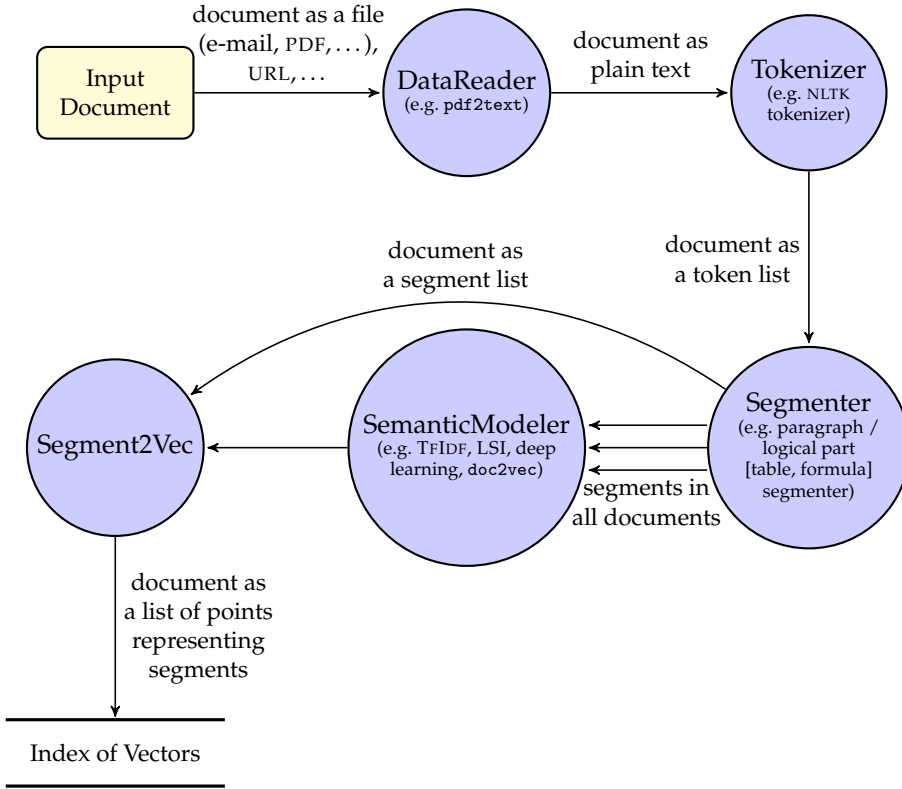 document as a file
(e-mail, PDF, . . . ),
URL, . . .
Input
Document
DataReader
(e.g. pdf2text)
document as
plain text
Tokenizer
(e.g. NLTK
tokenizer)
document as
a token list
document as
a segment list
Segment2Vec
SemanticModeler
(e.g. TFIDF, LSI, deep
learning, doc2vec)
Segmenter
(e.g. paragraph /
logical part
[table, formula]
segmenter)
segments in
all documents
document as
a list of points
representing
segments
Index of Vectors